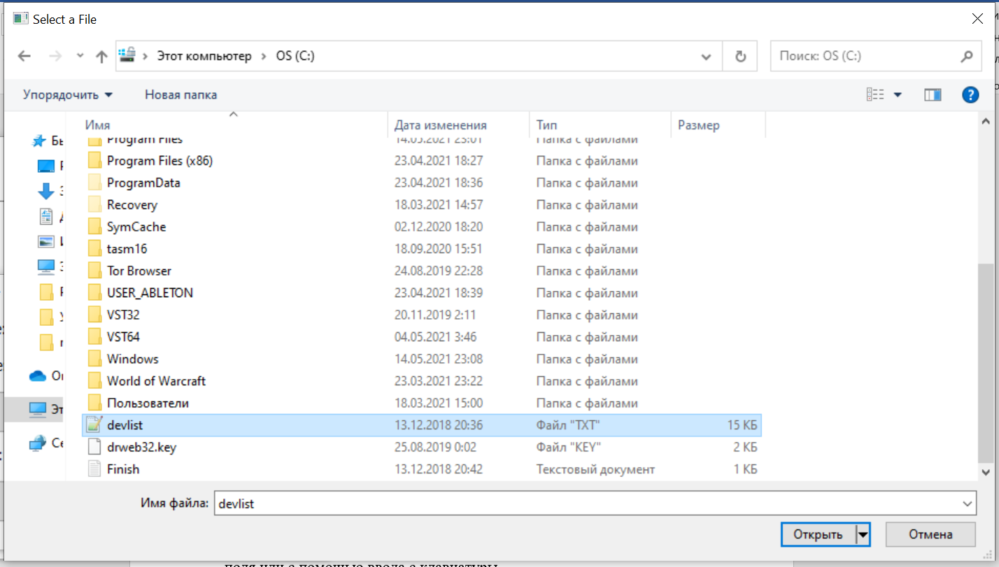 Select a File
Этот компьютер > OS (C:)
Поиск: OS (C:)
Упорядочить
Новая папка
?
Имя Дата изменения Тип Размер
Program Files 14.05.2021 23:01 Папка с файлами
Program Files (x86) 23.04.2021 18:27 Папка с файлами
ProgramData 23.04.2021 18:36 Папка с файлами
Recovery 18.03.2021 14:57 Папка с файлами
SymCache 02.12.2020 18:20 Папка с файлами
tasm16 18.09.2020 15:51 Папка с файлами
Tor Browser 24.08.2019 22:28 Папка с файлами
USER_ABLETON 23.04.2021 18:39 Папка с файлами
VST32 20.11.2019 2:11 Папка с файлами
VST64 04.05.2021 3:46 Папка с файлами
Windows 14.05.2021 23:08 Папка с файлами
World of Warcraft 23.03.2021 23:22 Папка с файлами
Пользователи 18.03.2021 15:00 Папка с файлами
devlist 13.12.2018 20:36 Файл "TXT" 15 КБ
drweb32.key 25.08.2019 0:02 Файл "KEY" 2 КБ
Finish 13.12.2018 20:42 Текстовый документ 1 КБ
Имя файла: devlist
Открыть
Отмена
поля или с помощью ввода с клавиатуры